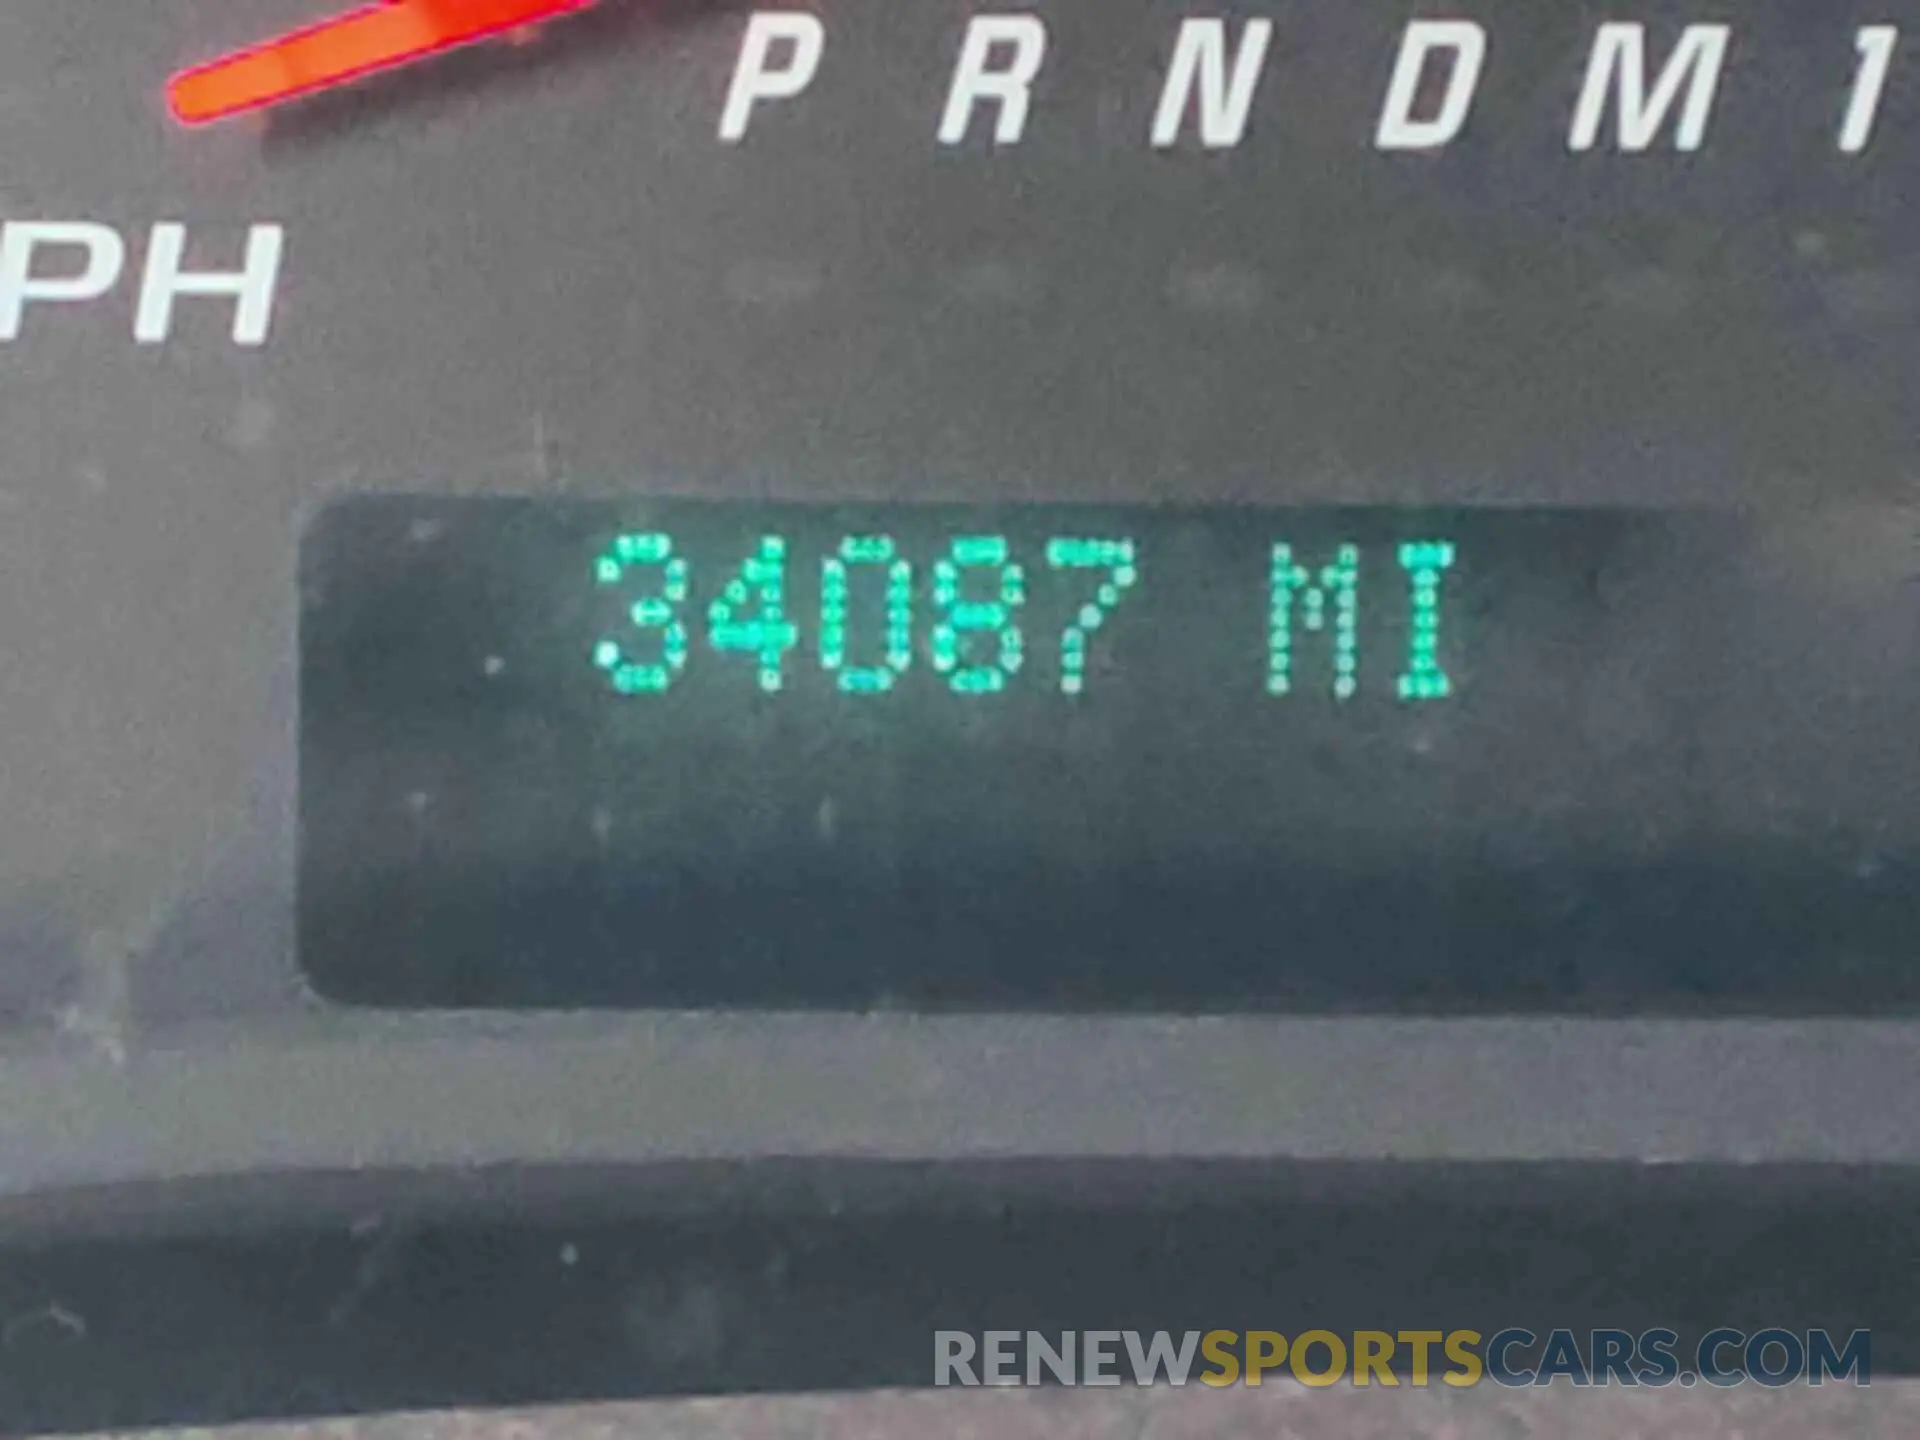 P R N D M 1
PH
34087 MI
RENEWSPORTSCARS.COM